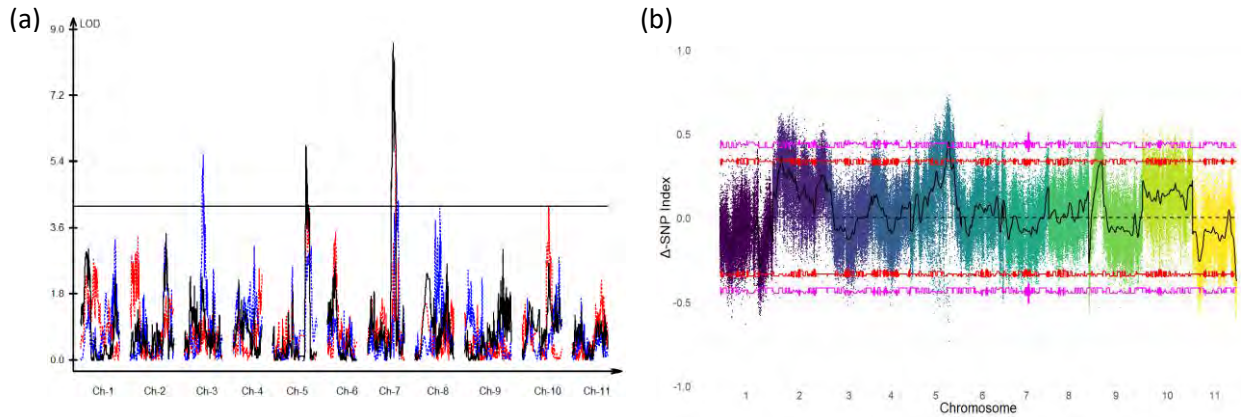 (a)
LOD
9.0
7.2
5.4
3.6
1.8
0.0
Ch-1 Ch-2 Ch-3 Ch-4 Ch-5 Ch-6 Ch-7 Ch-8 Ch-9 Ch-10 Ch-11
(b)
1.0
0.5
0.0
-0.5
-1.0
Δ-SNP Index
1 2 3 4 5 6 7 8 9 10 11
Chromosome